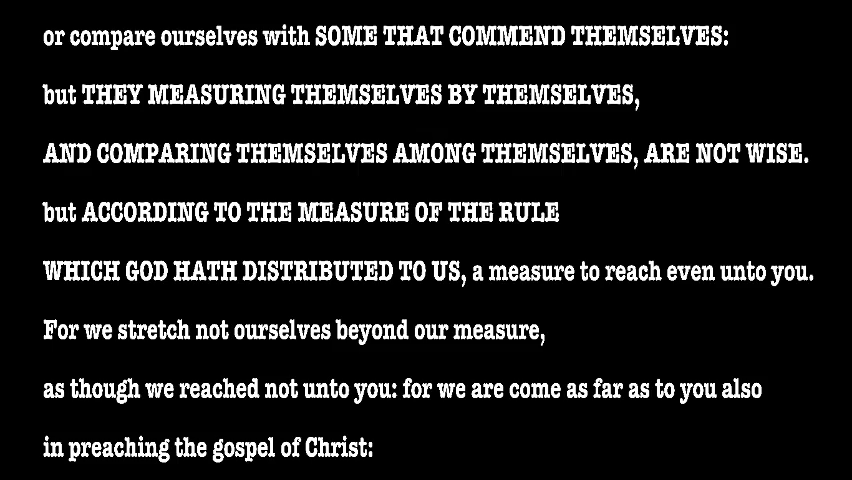 or compare ourselves with SOME THAT COMMEND THEMSELVES:
but THEY MEASURING THEMSELVES BY THEMSELVES,
AND COMPARING THEMSELVES AMONG THEMSELVES, ARE NOT WISE.
but ACCORDING TO THE MEASURE OF THE RULE
WHICH GOD HATH DISTRIBUTED TO US, a measure to reach even unto you.
For we stretch not ourselves beyond our measure,
as though we reached not unto you: for we are come as far as to you also
in preaching the gospel of Christ: